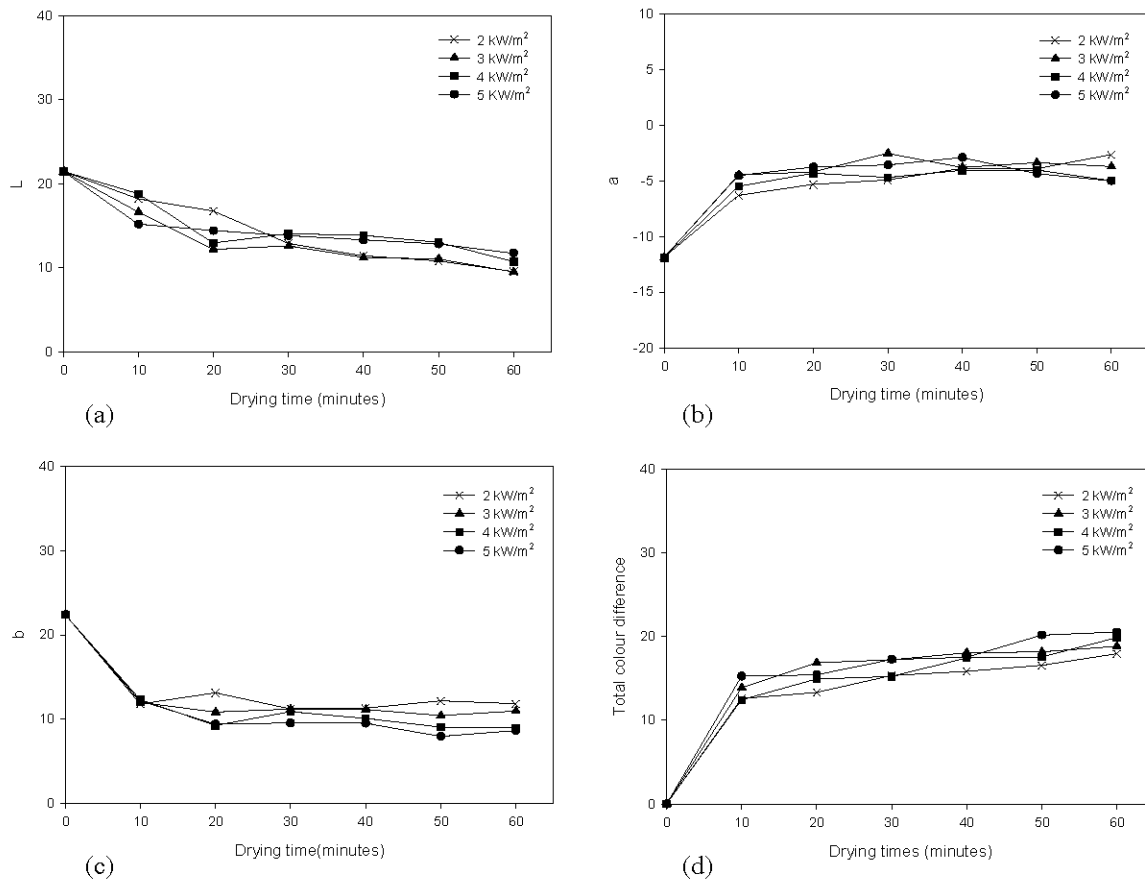 40
30
20
10
0
L
2 kW/m²
3 kW/m²
4 kW/m²
5 KW/m²
0 10 20 30 40 50 60
Drying time (minutes)
(a)
10
5
0
-5
-10
-15
-20
a
2 kW/m²
3 kW/m²
4 kW/m²
5 kW/m²
0 10 20 30 40 50 60
Drying time (minutes)
(b)
40
30
20
10
0
b
2 kW/m²
3 kW/m²
4 kW/m²
5 kW/m²
0 10 20 30 40 50 60
Drying time(minutes)
(c)
40
30
20
10
0
Total colour difference
2 kW/m²
3 kW/m²
4 kW/m²
5 kW/m²
0 10 20 30 40 50 60
Drying times (minutes)
(d)